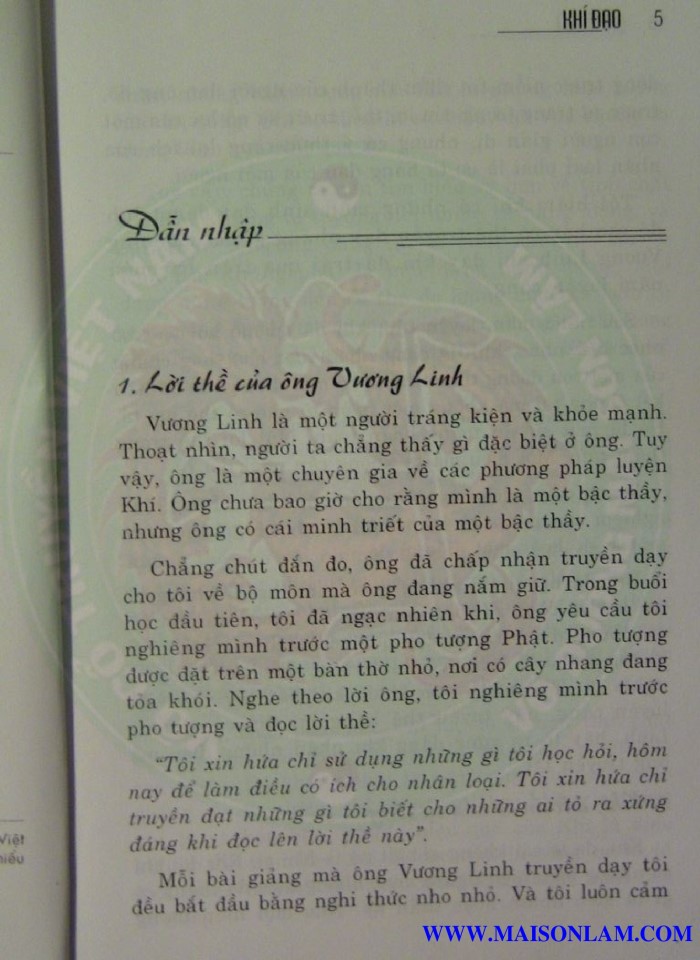 KHÍ ĐẠO 5
Dẫn nhập
1. Lời thề của ông Vương Linh
Vương Linh là một người tráng kiện và khỏe mạnh.
Thoạt nhìn, người ta chẳng thấy gì đặc biệt ở ông. Tuy
vậy, ông là một chuyên gia về các phương pháp luyện
Khí. Ông chưa bao giờ cho rằng mình là một bậc thầy,
nhưng ông có cái minh triết của một bậc thầy.
Chẳng chút đắn đo, ông đã chấp nhận truyền dạy
cho tôi về bộ môn mà ông đang nắm giữ. Trong buổi
học đầu tiên, tôi đã ngạc nhiên khi, ông yêu cầu tôi
nghiêng mình trước một pho tượng Phật. Pho tượng
được đặt trên một bàn thờ nhỏ, nơi có cây nhang đang
tỏa khói. Nghe theo lời ông, tôi nghiêng mình trước
pho tượng và đọc lời thề:
“Tôi xin hứa chỉ sử dụng những gì tôi học hỏi, hôm
nay để làm điều có ích cho nhân loại. Tôi xin hứa chỉ
truyền đạt những gì tôi biết cho những ai tỏ ra xứng
đáng khi đọc lên lời thề này”.
Mỗi bài giảng mà ông Vương Linh truyền dạy tôi
đều bắt đầu bằng nghi thức nho nhỏ. Và tôi luôn cảm
Việt
WWW.MAISONLAM.COM